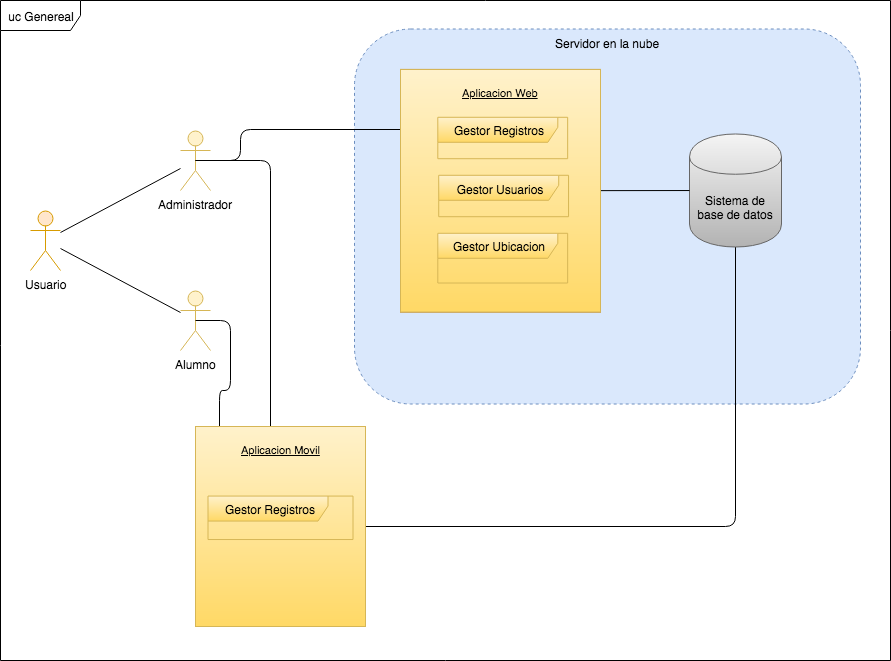 uc Genereal
Servidor en la nube
Aplicacion Web
Gestor Registros
Gestor Usuarios
Gestor Ubicacion
Sistema de
base de datos
Administrador
Usuario
Alumno
Aplicacion Movil
Gestor Registros